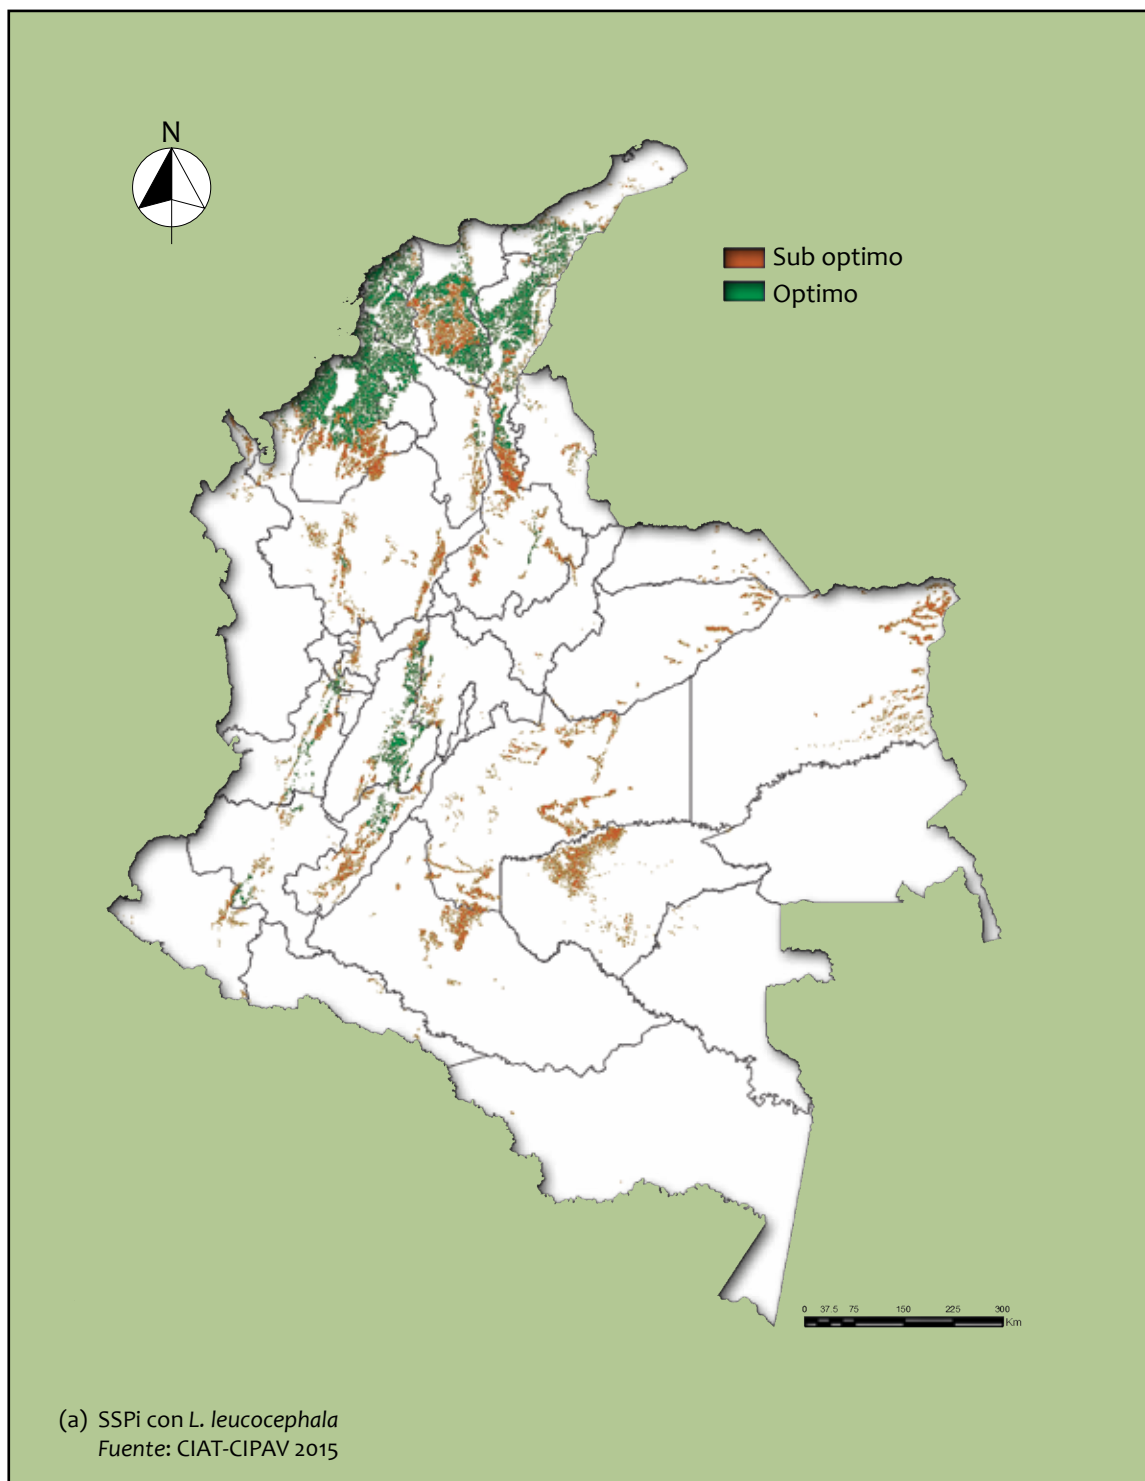 N
Sub optimo
Optimo
0 37.5 75 150 225 300
Km
(a) SSPi con L. leucocephala
Fuente: CIAT-CIPAV 2015